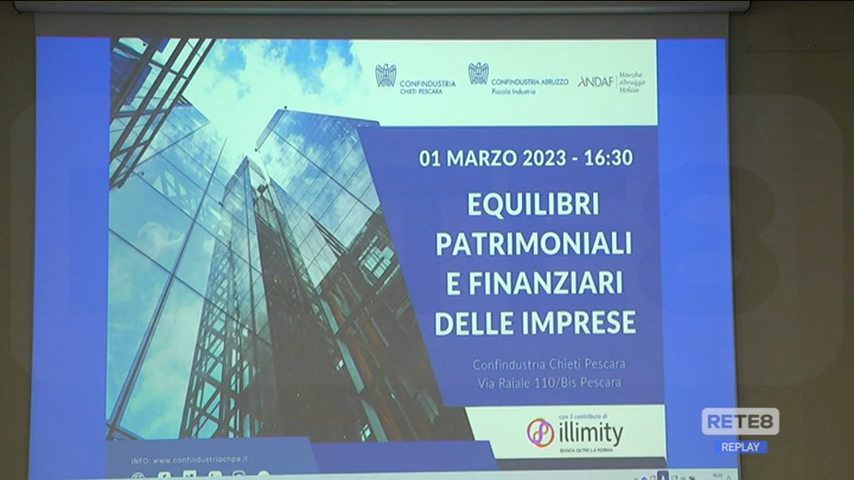 CONFINDUSTRIA
CHIETI PESCARA
CONFINDUSTRIA ABRUZZO
Piccola Industria
ANDAF
Marche
Abruzzo
Molise
01 MARZO 2023 - 16:30
EQUILIBRI
PATRIMONIALI
E FINANZIARI
DELLE IMPRESE
Confindustria Chieti Pescara
Via Raiale 110/Bis Pescara
con il contributo di
illimity
BANCA OLTRE LA FORMA
INFO: www.confindustriachpe.it
RETE8
REPLAY